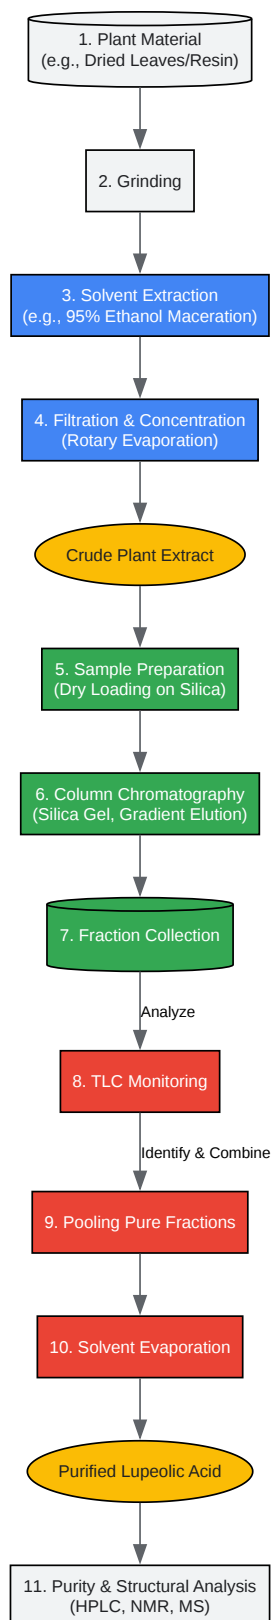 1. Plant Material
(e.g., Dried Leaves/Resin)
2. Grinding
3. Solvent Extraction
(e.g., 95% Ethanol Maceration)
4. Filtration & Concentration
(Rotary Evaporation)
Crude Plant Extract
5. Sample Preparation
(Dry Loading on Silica)
6. Column Chromatography
(Silica Gel, Gradient Elution)
7. Fraction Collection
Analyze
8. TLC Monitoring
Identify & Combine
9. Pooling Pure Fractions
10. Solvent Evaporation
Purified Lupeolic Acid
11. Purity & Structural Analysis
(HPLC, NMR, MS)